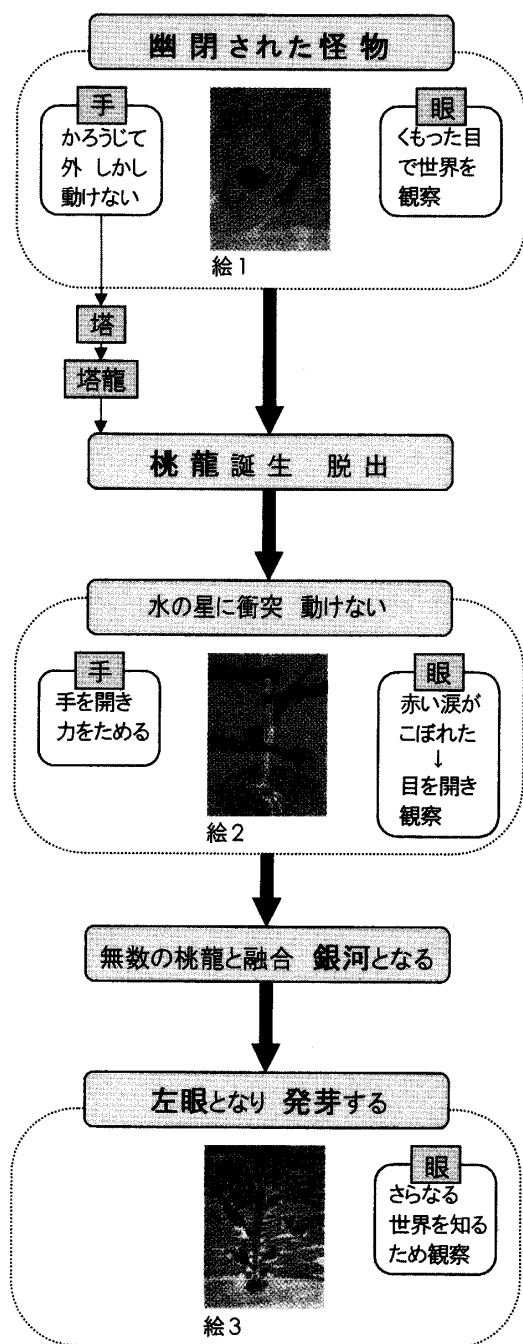 幽閉された怪物
手
かろうじて
外 しかし
動けない
眼
くもった目
で世界を
観察
絵1
塔
塔龍
桃龍誕生 脱出
水の星に衝突 動けない
手
手を開き
力をためる
眼
赤い涙が
こぼれた
↓
目を開き
観察
絵2
無数の桃龍と融合 銀河となる
左眼となり 発芽する
眼
さらなる
世界を知る
ため観察
絵3